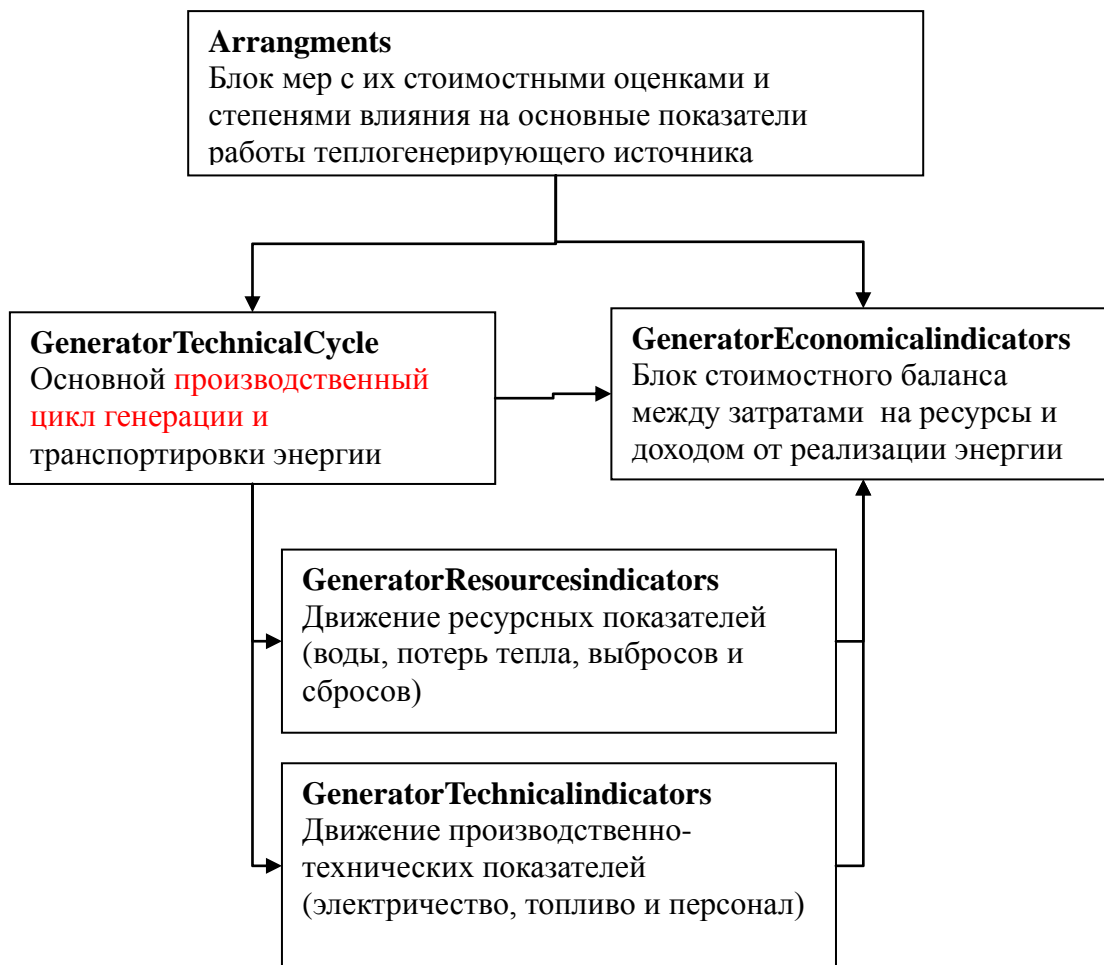 Arrangments
Блок мер с их стоимостными оценками и
степенями влияния на основные показатели
работы теплогенерирующего источника
GeneratorTechnicalCycle
Основной производственный
цикл генерации и
транспортировки энергии
GeneratorEconomicalindicators
Блок стоимостного баланса
между затратами на ресурсы и
доходом от реализации энергии
GeneratorResourcesindicators
Движение ресурсных показателей
(воды, потерь тепла, выбросов и
сбросов)
GeneratorTechnicalindicators
Движение производственно-
технических показателей
(электричество, топливо и персонал)